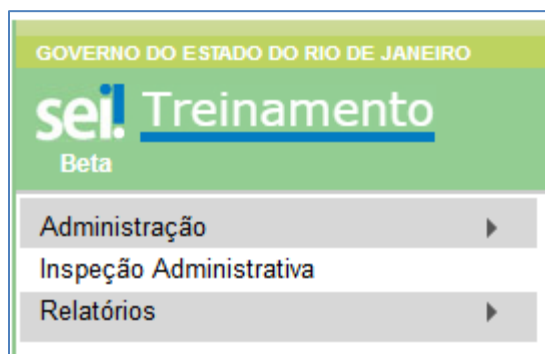 GOVERNO DO ESTADO DO RIO DE JANEIRO
sei! Treinamento
Beta
Administração
Inspeção Administrativa
Relatórios